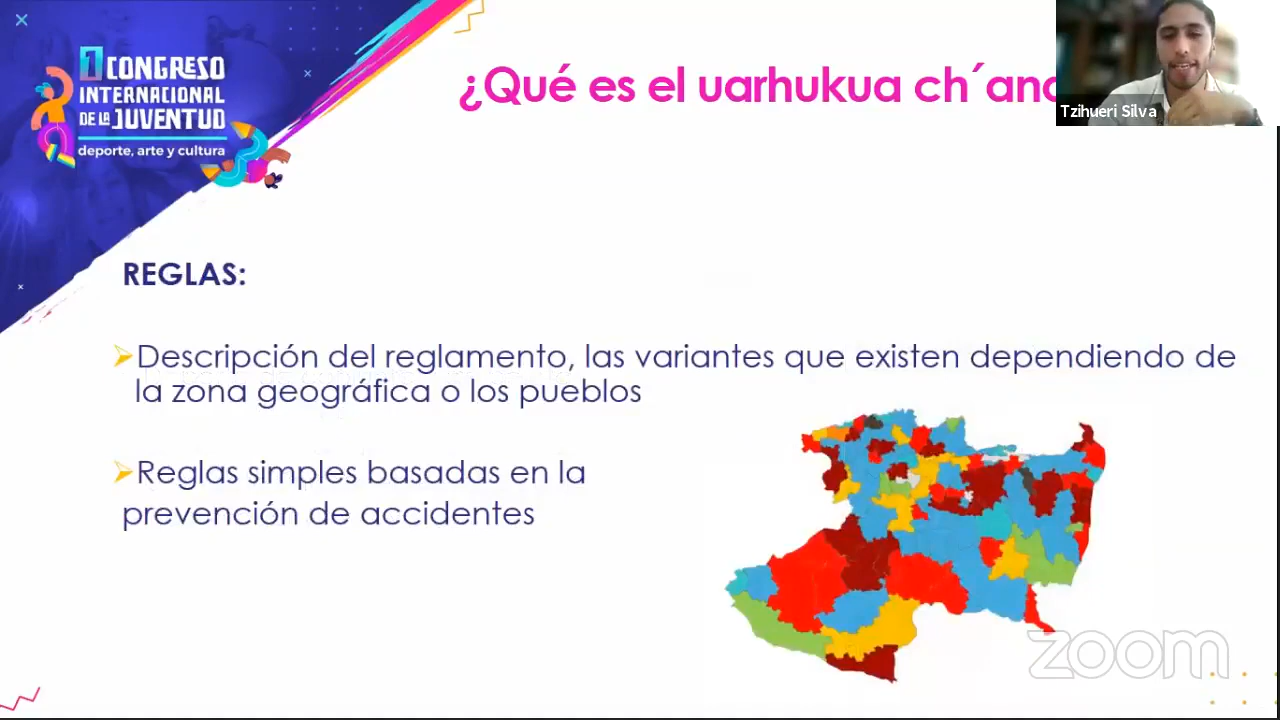 1 CONGRESO
INTERNACIONAL
DE LA JUVENTUD
deporte, arte y cultura
¿Qué es el uarhukua ch´ana
Tzihueri Silva
REGLAS:
Descripción del reglamento, las variantes que existen dependiendo de
la zona geográfica o los pueblos
Reglas simples basadas en la
prevención de accidentes
zoom